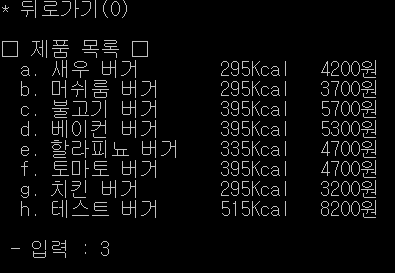 * 뒤로가기(0)
□ 제품 목록 □
a. 새우 버거 295Kcal 4200원
b. 머쉬룸 버거 295Kcal 3700원
c. 불고기 버거 395Kcal 5700원
d. 베이컨 버거 395Kcal 5300원
e. 할라피뇨 버거 335Kcal 4700원
f. 토마토 버거 395Kcal 4700원
g. 치킨 버거 295Kcal 3200원
h. 테스트 버거 515Kcal 8200원
- 입력 : 3